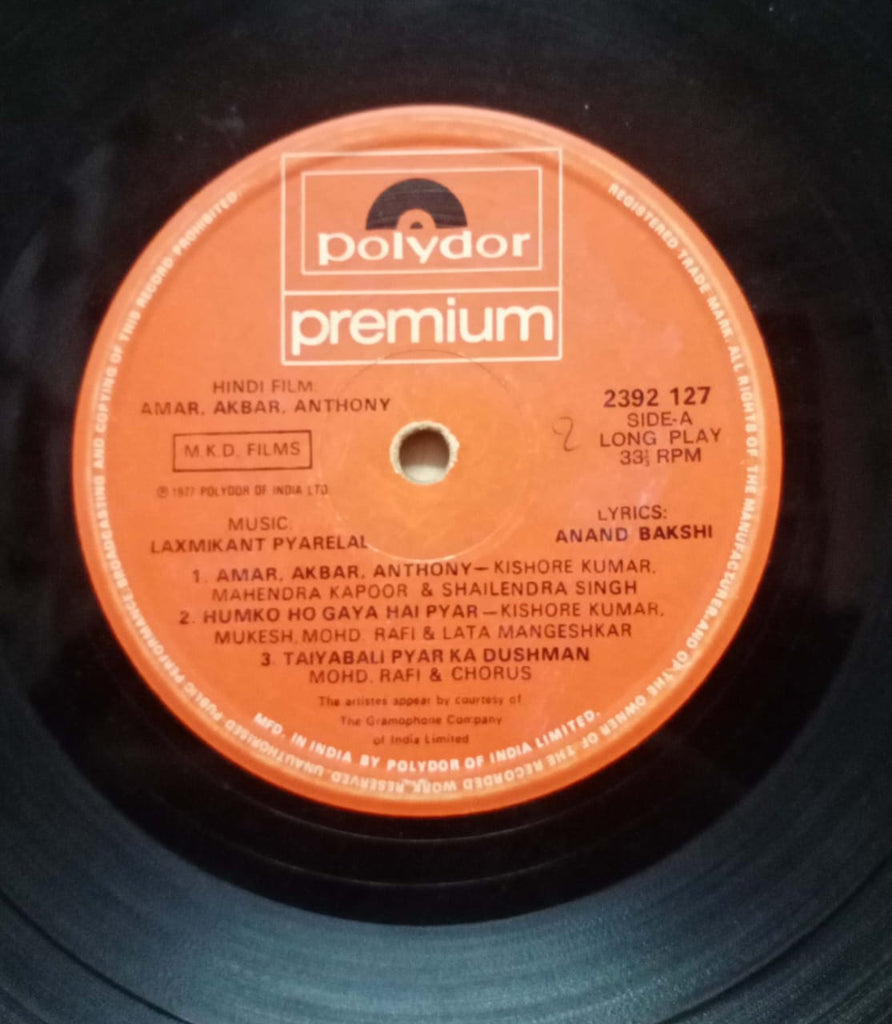 polydor
premium
HINDI FILM:
AMAR, AKBAR, ANTHONY
M.K.D. FILMS
℗ 1977 POLYDOR OF INDIA LTD.
2392 127
SIDE-A
LONG PLAY
33⅓ RPM
2
MUSIC:
LAXMIKANT PYARELAL
LYRICS:
ANAND BAKSHI
1. AMAR, AKBAR, ANTHONY — KISHORE KUMAR,
MAHENDRA KAPOOR & SHAILENDRA SINGH
2. HUMKO HO GAYA HAI PYAR — KISHORE KUMAR,
MUKESH, MOHD. RAFI & LATA MANGESHKAR
3. TAIYABALI PYAR KA DUSHMAN
MOHD. RAFI & CHORUS
The artistes appear by courtesy of
The Gramophone Company
of India Limited
MFD. IN INDIA BY POLYDOR OF INDIA LIMITED.
REGISTERED TRADE MARK. ALL RIGHTS OF THE MANUFACTURER AND OF THE OWNER OF THE RECORDED WORK RESERVED. UNAUTHORISED PUBLIC PERFORMANCE BROADCASTING AND COPYING OF THIS RECORD PROHIBITED.